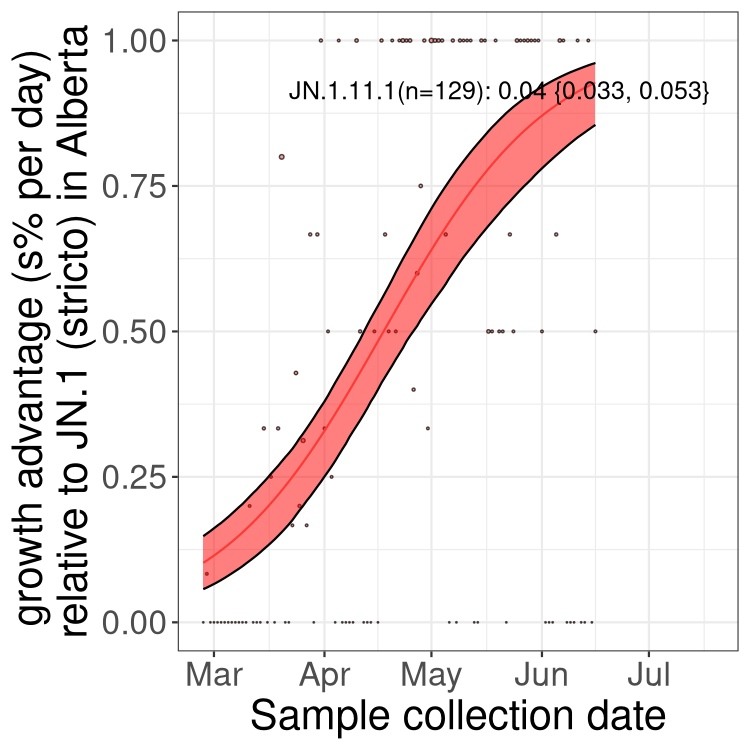 growth advantage (s% per day)
relative to JN.1 (stricto) in Alberta
1.00
0.75
0.50
0.25
0.00
JN.1.11.1(n=129): 0.04 {0.033, 0.053}
Mar Apr May Jun Jul
Sample collection date